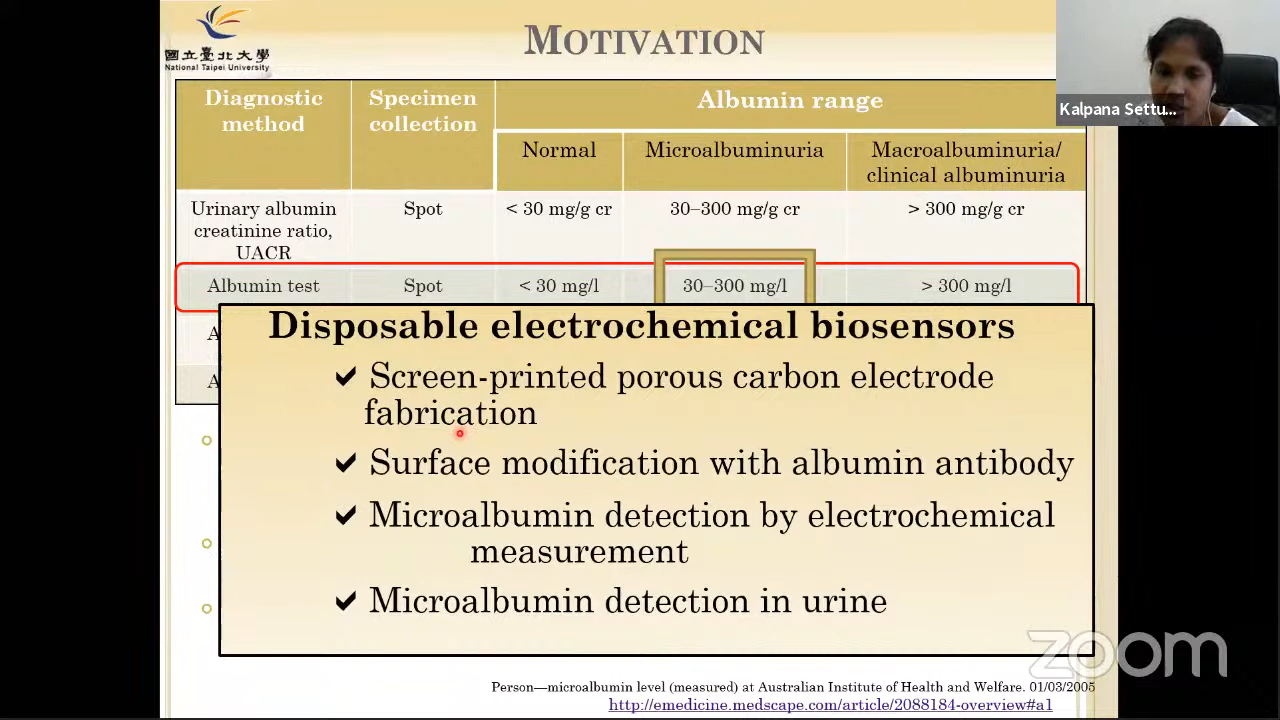 國立臺北大學
National Taipei University
MOTIVATION
Diagnostic method
Specimen collection
Albumin range
Normal
Microalbuminuria
Macroalbuminuria/
clinical albuminuria
Urinary albumin
creatinine ratio,
UACR
Spot
< 30 mg/g cr
30–300 mg/g cr
> 300 mg/g cr
Albumin test
Spot
< 30 mg/l
30–300 mg/l
> 300 mg/l
A
A
Disposable electrochemical biosensors
✔ Screen-printed porous carbon electrode
fabrication
✔ Surface modification with albumin antibody
✔ Microalbumin detection by electrochemical
measurement
✔ Microalbumin detection in urine
Person—microalbumin level (measured) at Australian Institute of Health and Welfare. 01/03/2005
http://emedicine.medscape.com/article/2088184-overview#a1
Kalpana Settu...
zoom